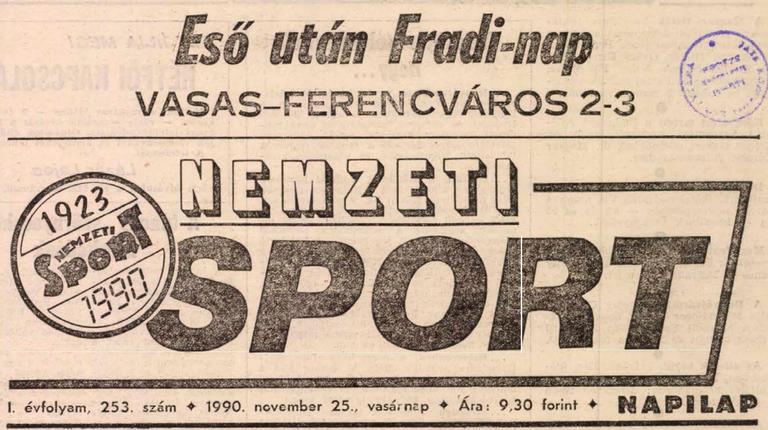 Eső után Fradi-nap
VASAS–FERENCVÁROS 2-3
NEMZETI
SPORT
1923
NEMZETI
Sport
1990
I. évfolyam, 253. szám ✦ 1990. november 25., vasárnap ✦ Ára: 9,30 forint ✦ NAPILAP